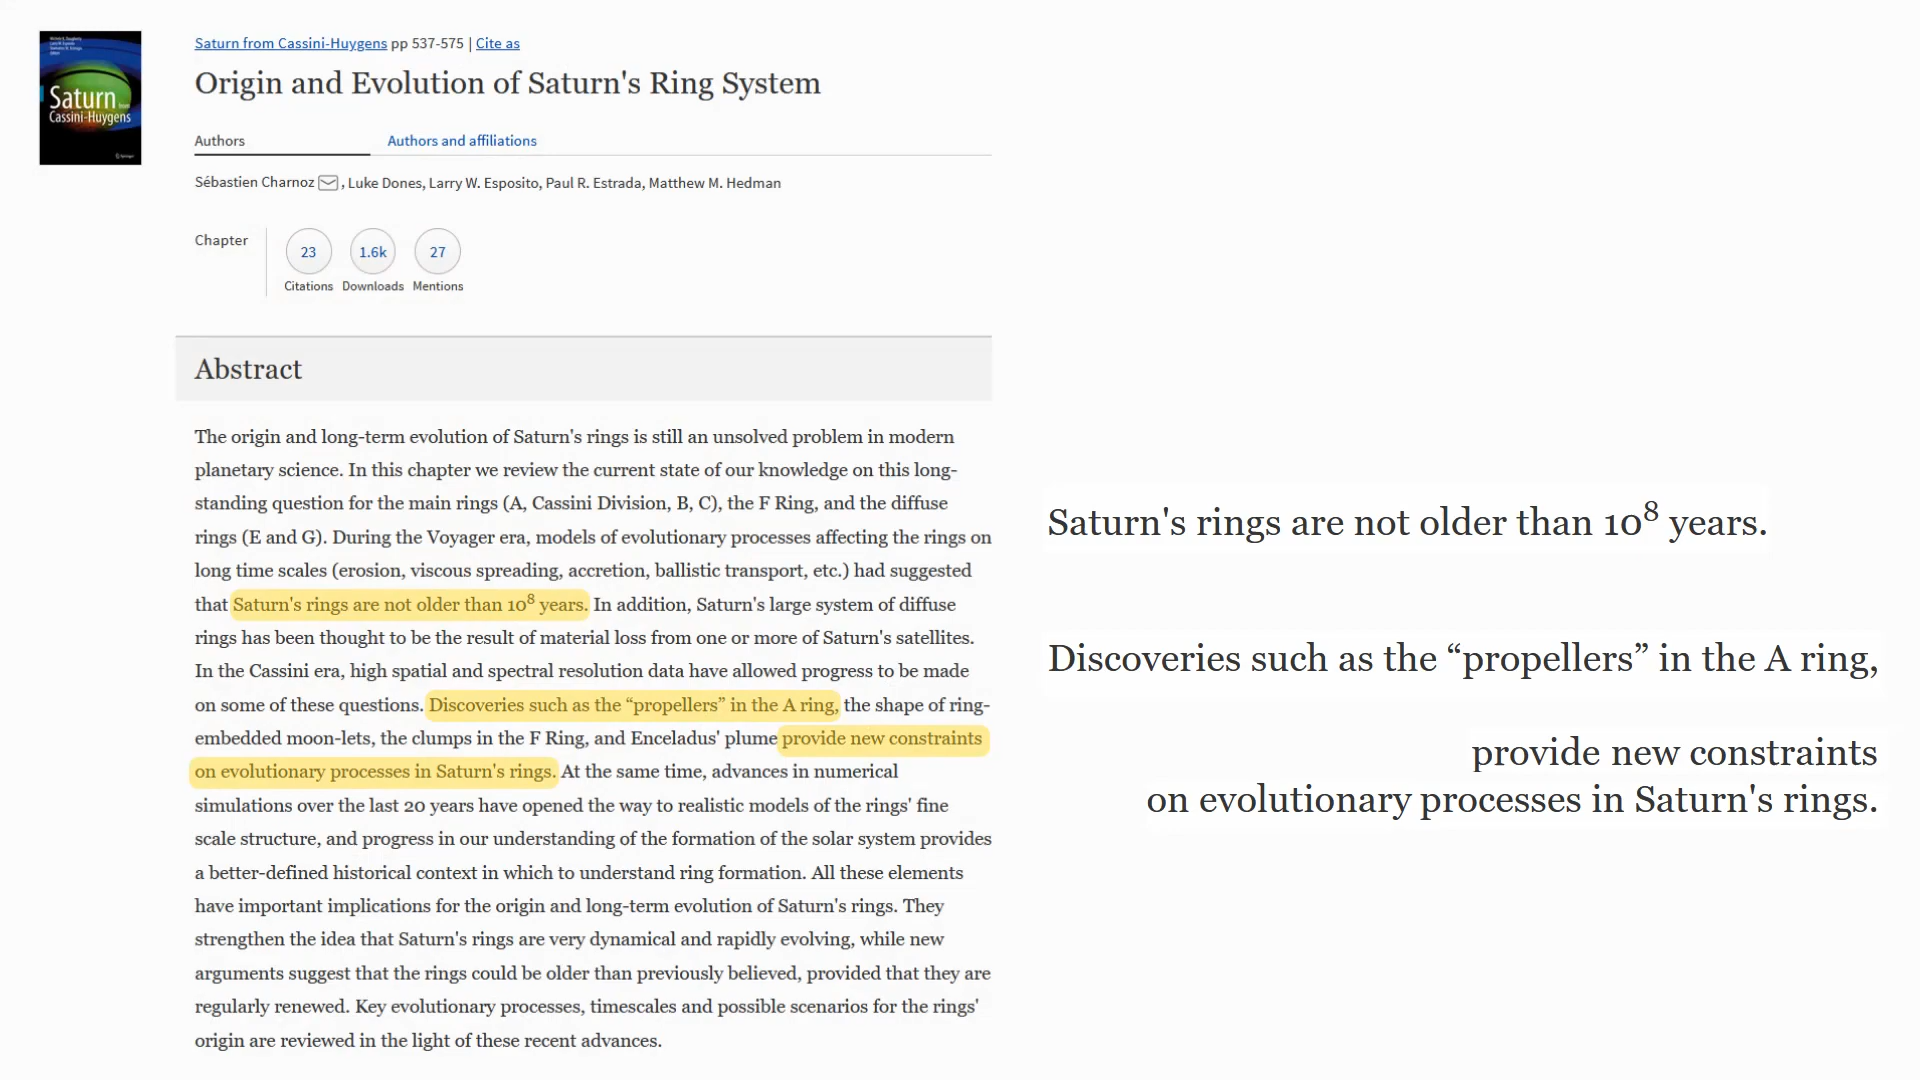 Saturn from Cassini-Huygens pp 537-575 | Cite as
Origin and Evolution of Saturn's Ring System
Saturn from
Cassini-Huygens
Springer
Authors
Authors and affiliations
Sébastien Charnoz, Luke Dones, Larry W. Esposito, Paul R. Estrada, Matthew M. Hedman
Chapter
23
Citations
1.6k
Downloads
27
Mentions
Abstract
The origin and long-term evolution of Saturn's rings is still an unsolved problem in modern
planetary science. In this chapter we review the current state of our knowledge on this long-
standing question for the main rings (A, Cassini Division, B, C), the F Ring, and the diffuse
rings (E and G). During the Voyager era, models of evolutionary processes affecting the rings on
long time scales (erosion, viscous spreading, accretion, ballistic transport, etc.) had suggested
that Saturn's rings are not older than 10⁸ years. In addition, Saturn's large system of diffuse
rings has been thought to be the result of material loss from one or more of Saturn's satellites.
In the Cassini era, high spatial and spectral resolution data have allowed progress to be made
on some of these questions. Discoveries such as the “propellers” in the A ring, the shape of ring-
embedded moon-lets, the clumps in the F Ring, and Enceladus' plume provide new constraints
on evolutionary processes in Saturn's rings. At the same time, advances in numerical
simulations over the last 20 years have opened the way to realistic models of the rings' fine
scale structure, and progress in our understanding of the formation of the solar system provides
a better-defined historical context in which to understand ring formation. All these elements
have important implications for the origin and long-term evolution of Saturn's rings. They
strengthen the idea that Saturn's rings are very dynamical and rapidly evolving, while new
arguments suggest that the rings could be older than previously believed, provided that they are
regularly renewed. Key evolutionary processes, timescales and possible scenarios for the rings'
origin are reviewed in the light of these recent advances.
Saturn's rings are not older than 10⁸ years.
Discoveries such as the “propellers” in the A ring,
provide new constraints
on evolutionary processes in Saturn's rings.